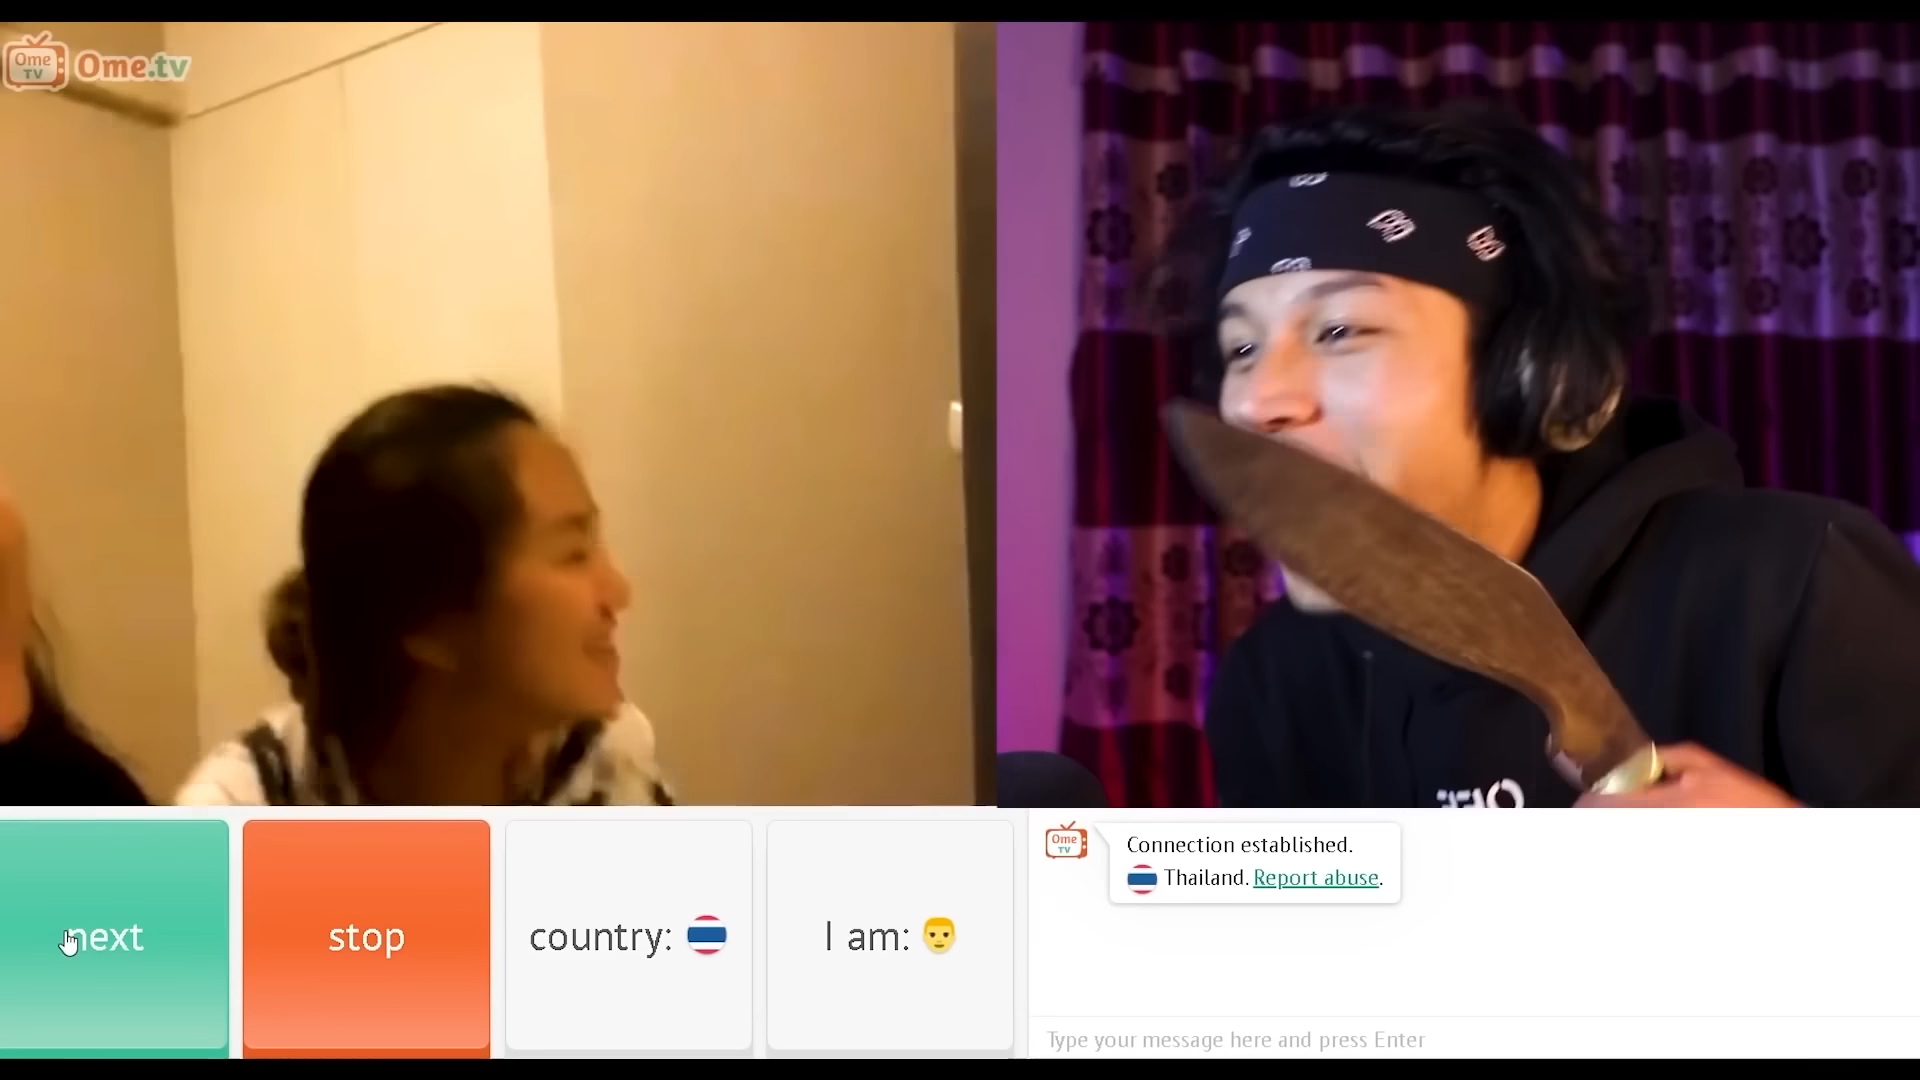 Ome
TV
Ome.tv
next
stop
country:
I am:
Ome
TV
Connection established.
Thailand. Report abuse.
Type your message here and press Enter